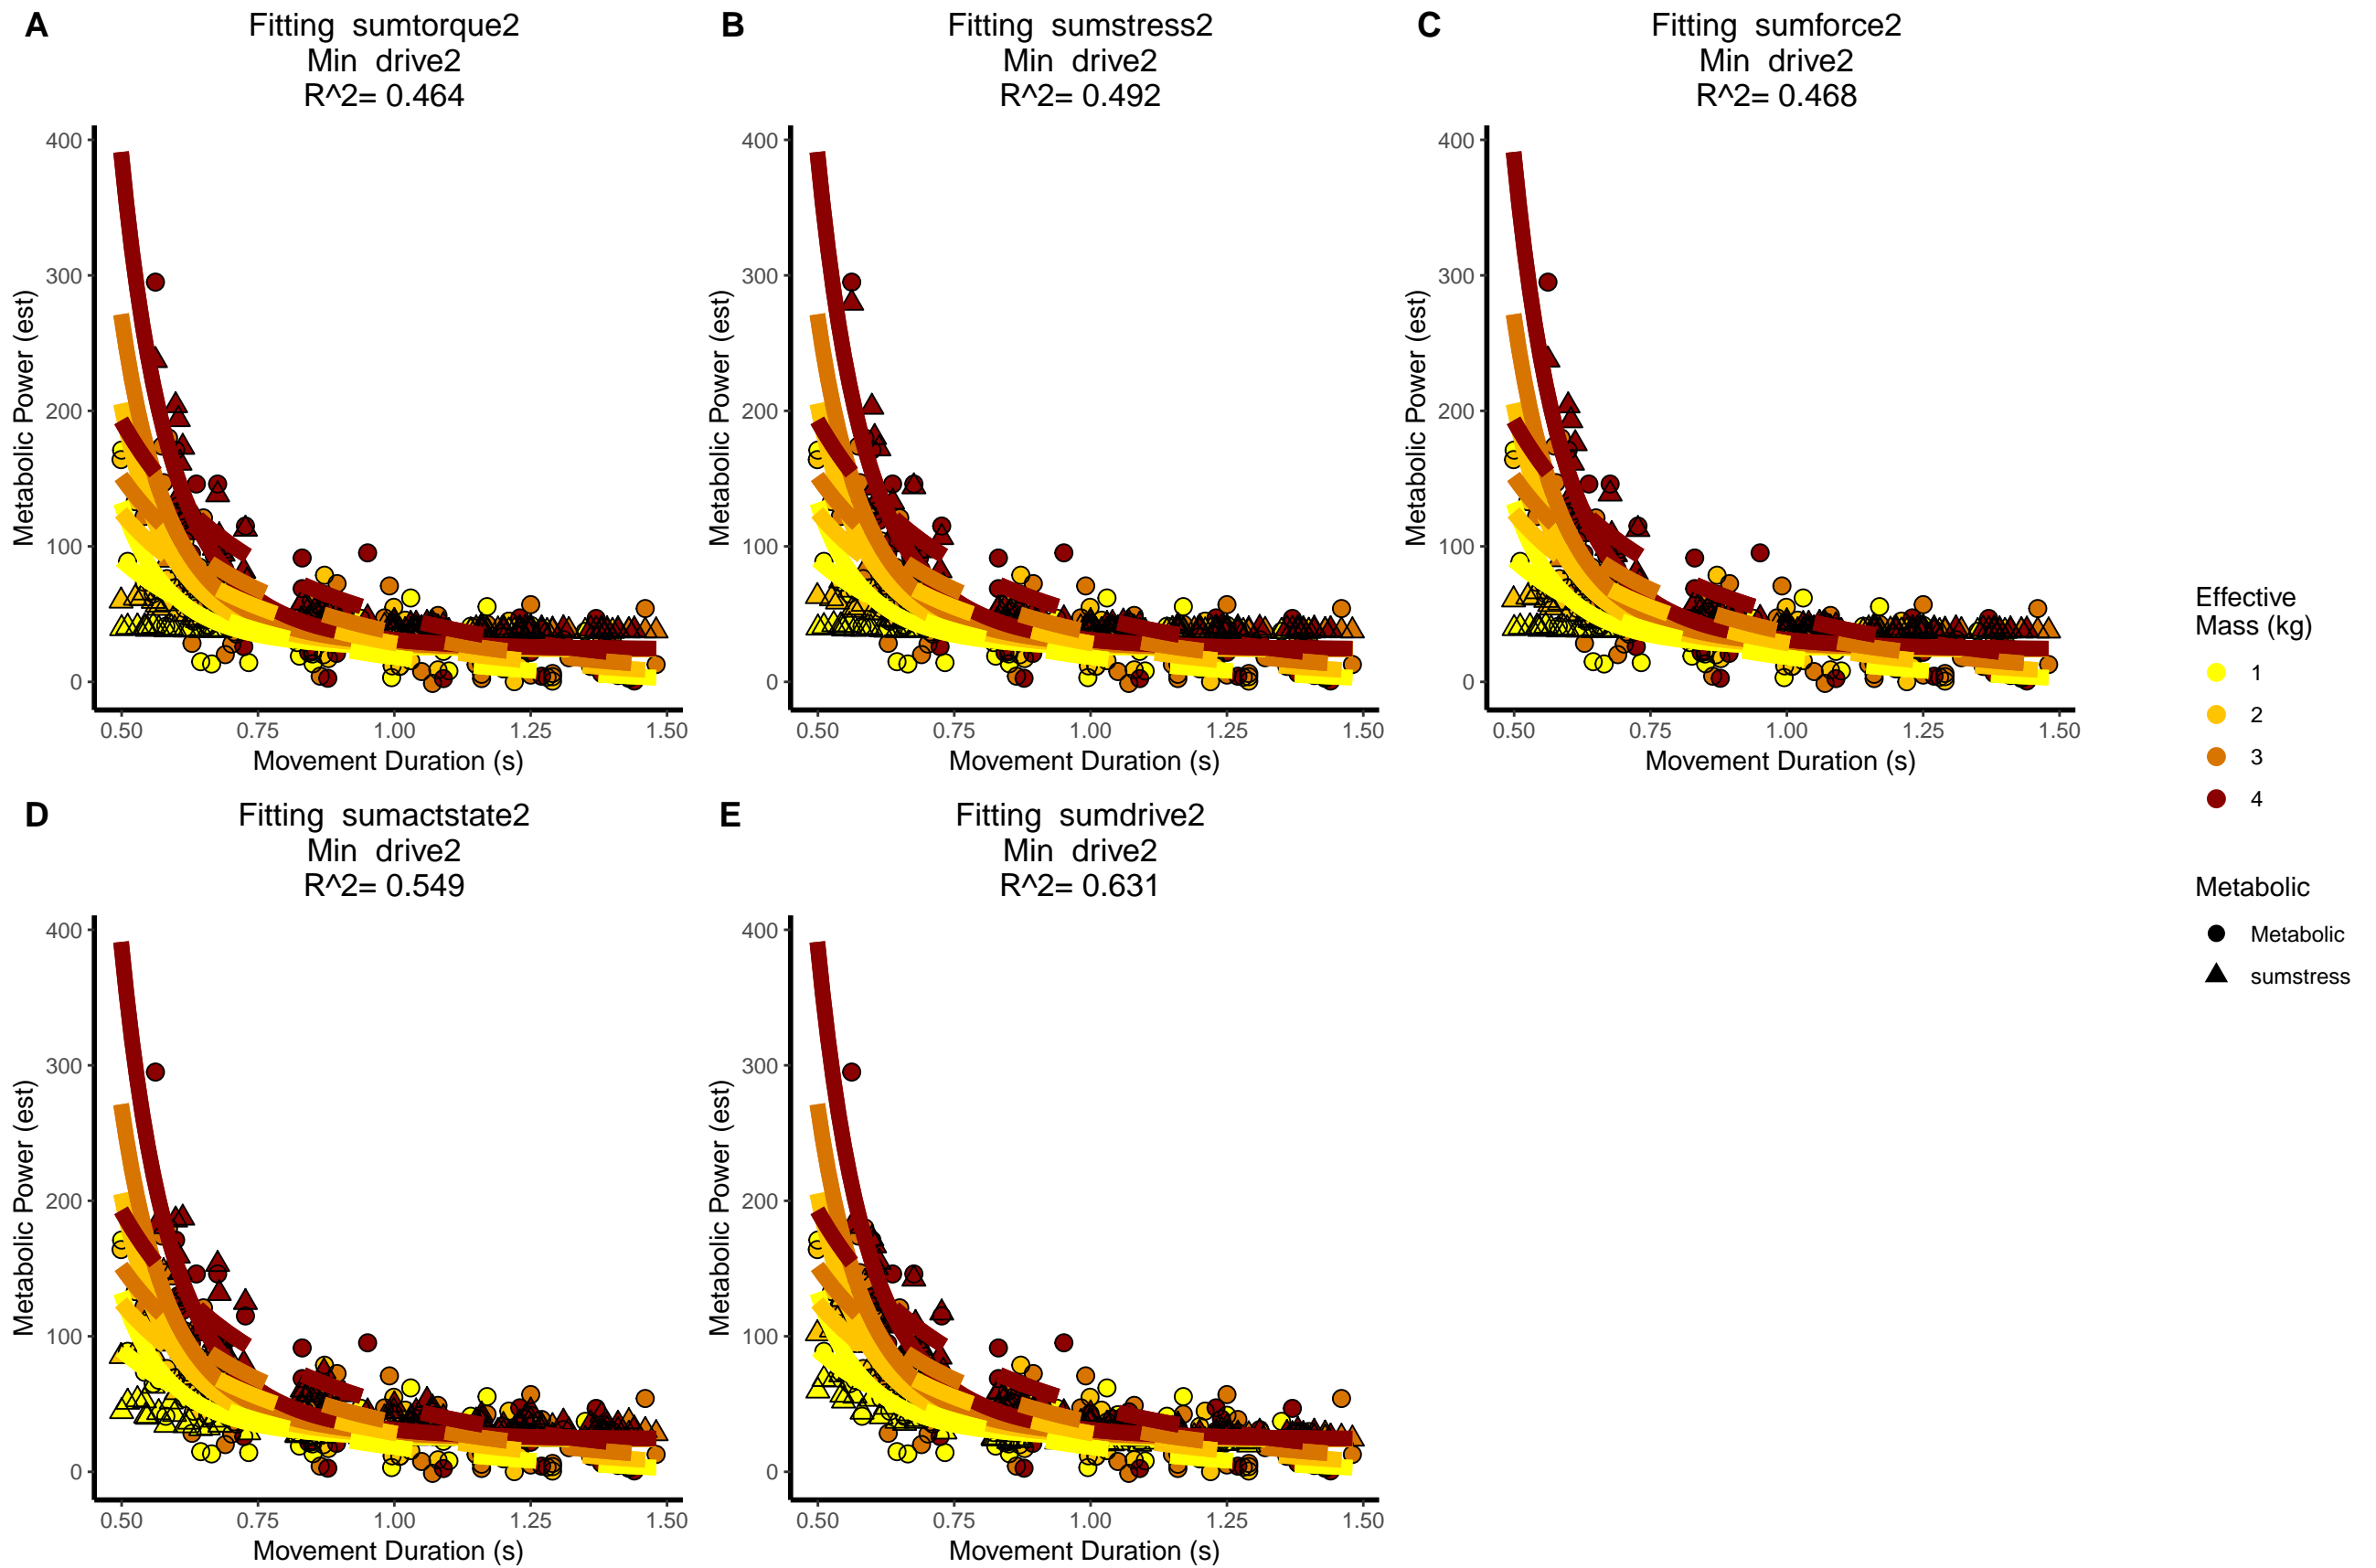 A
Fitting sumtorque2
Min drive2
R^2= 0.464
Metabolic Power (est)
400
300
200
100
0
0.50 0.75 1.00 1.25 1.50
Movement Duration (s)
B
Fitting sumstress2
Min drive2
R^2= 0.492
Metabolic Power (est)
400
300
200
100
0
0.50 0.75 1.00 1.25 1.50
Movement Duration (s)
C
Fitting sumforce2
Min drive2
R^2= 0.468
Metabolic Power (est)
400
300
200
100
0
0.50 0.75 1.00 1.25 1.50
Movement Duration (s)
D
Fitting sumactstate2
Min drive2
R^2= 0.549
Metabolic Power (est)
400
300
200
100
0
0.50 0.75 1.00 1.25 1.50
Movement Duration (s)
E
Fitting sumdrive2
Min drive2
R^2= 0.631
Metabolic Power (est)
400
300
200
100
0
0.50 0.75 1.00 1.25 1.50
Movement Duration (s)
Effective
Mass (kg)
1
2
3
4
Metabolic
Metabolic
sumstress